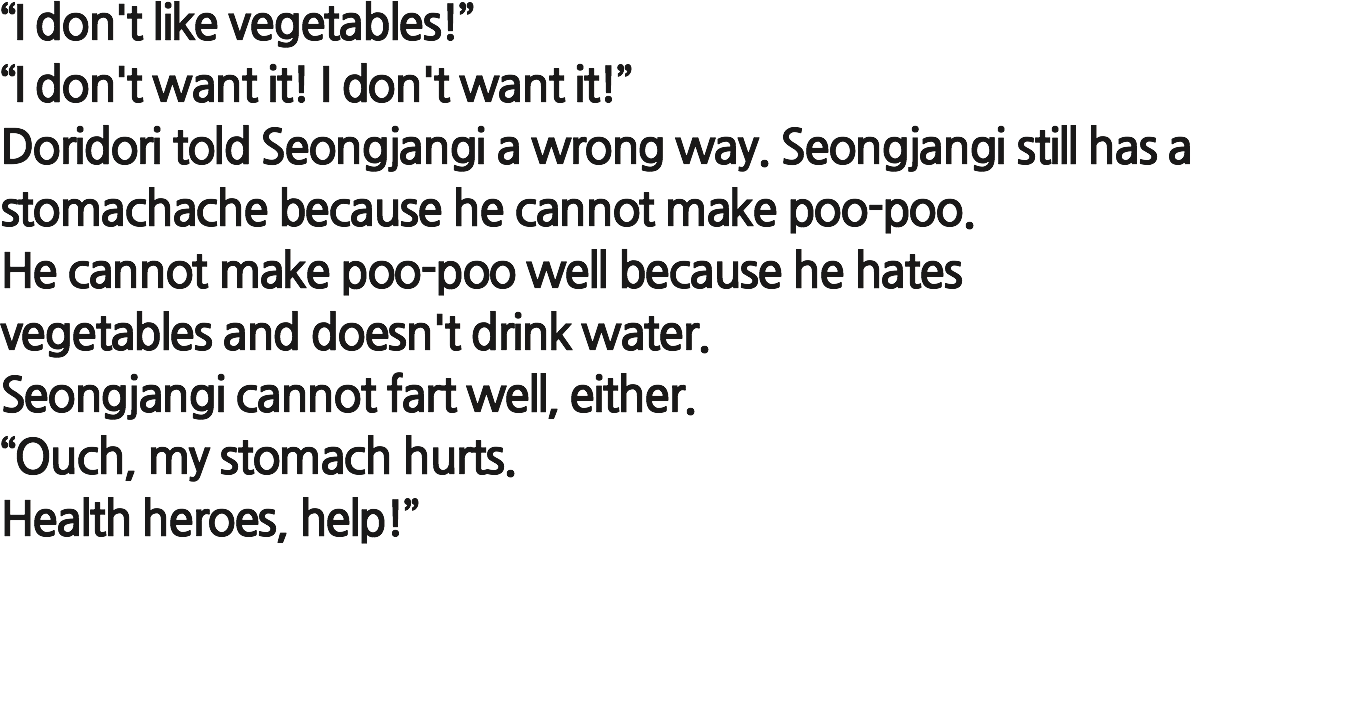 “I don't like vegetables!”
“I don't want it! I don't want it!”
Doridori told Seongjangi a wrong way. Seongjangi still has a
stomachache because he cannot make poo-poo.
He cannot make poo-poo well because he hates
vegetables and doesn't drink water.
Seongjangi cannot fart well, either.
“Ouch, my stomach hurts.
Health heroes, help!”